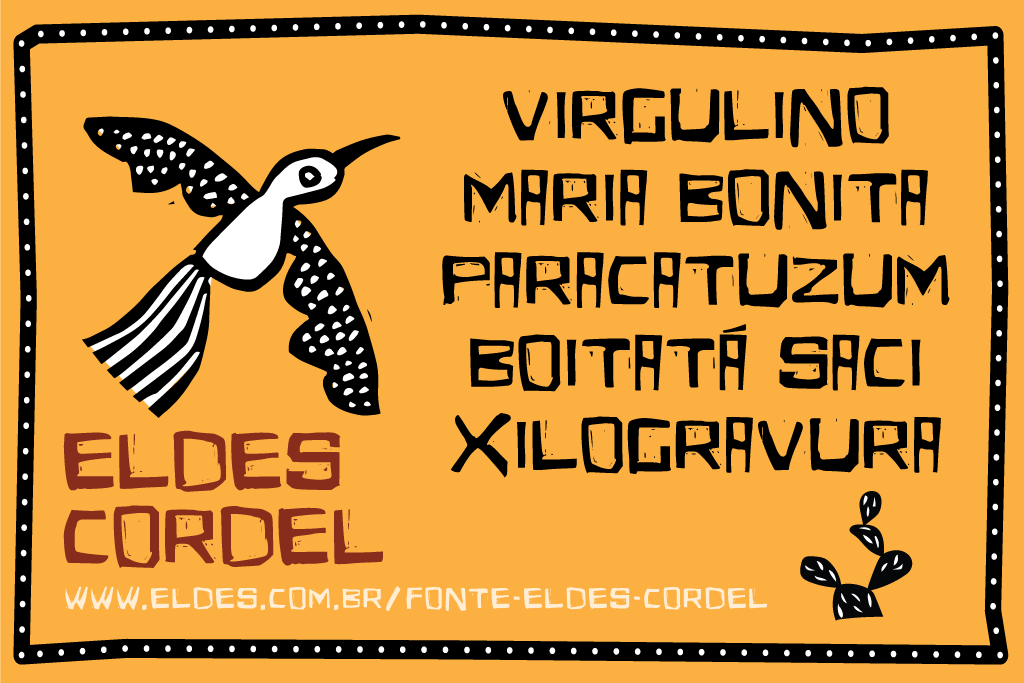 VIRGULINO
MARIA BONITA
PARACATUZUM
BOITATÁ SACI
XILOGRAVURA
ELDES
CORDEL
WWW.ELDES.COM.BR/FONTE-ELDES-CORDEL